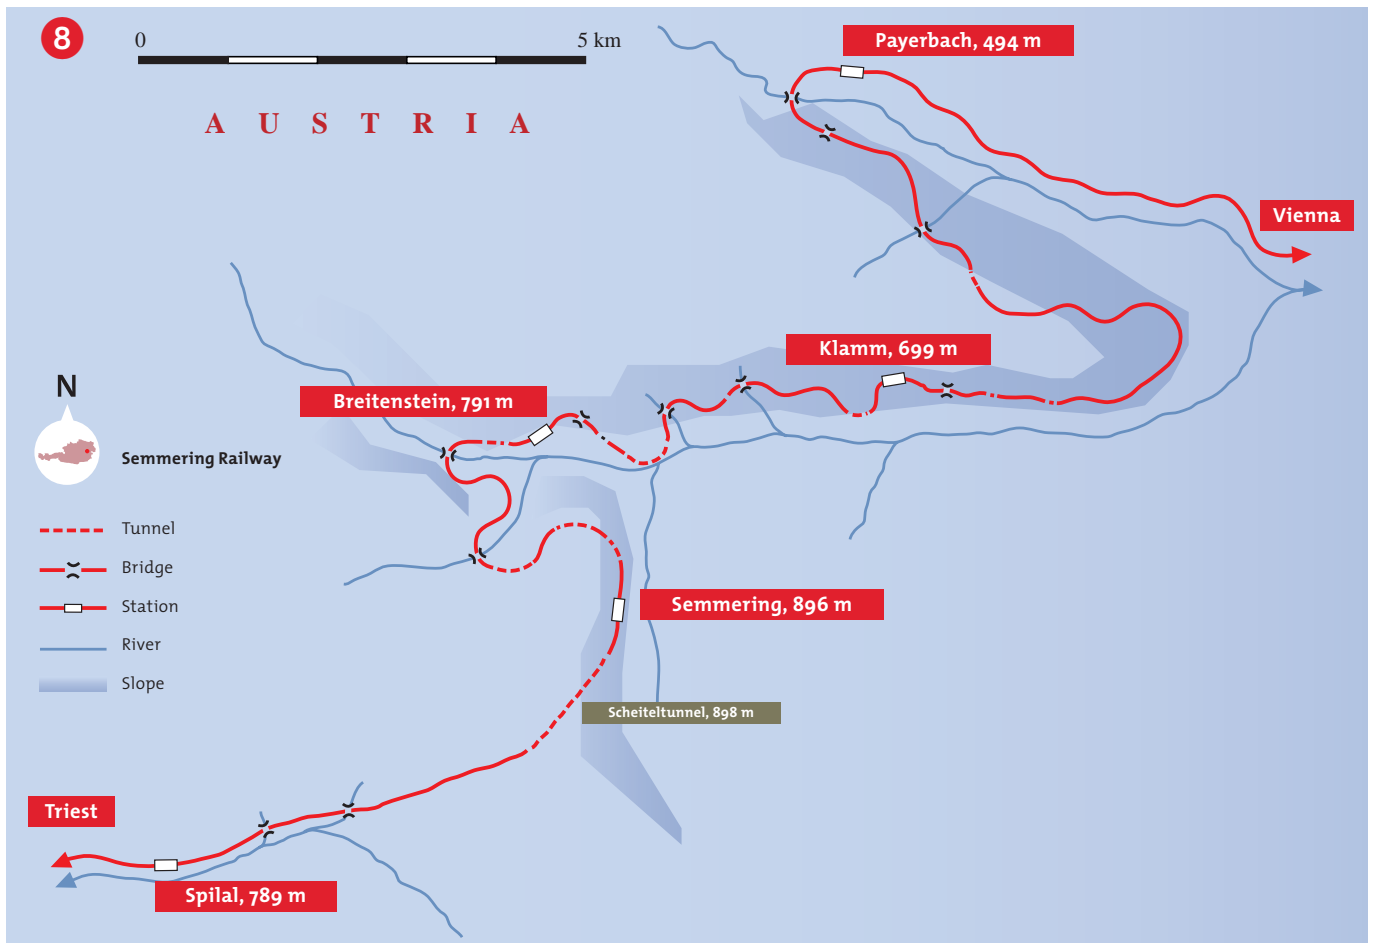 8
0 5 km
AUSTRIA
Payerbach, 494 m
Vienna
Klamm, 699 m
Breitenstein, 791 m
N
Semmering Railway
Tunnel
Bridge
Station
River
Slope
Semmering, 896 m
Scheiteltunnel, 898 m
Triest
Spilal, 789 m